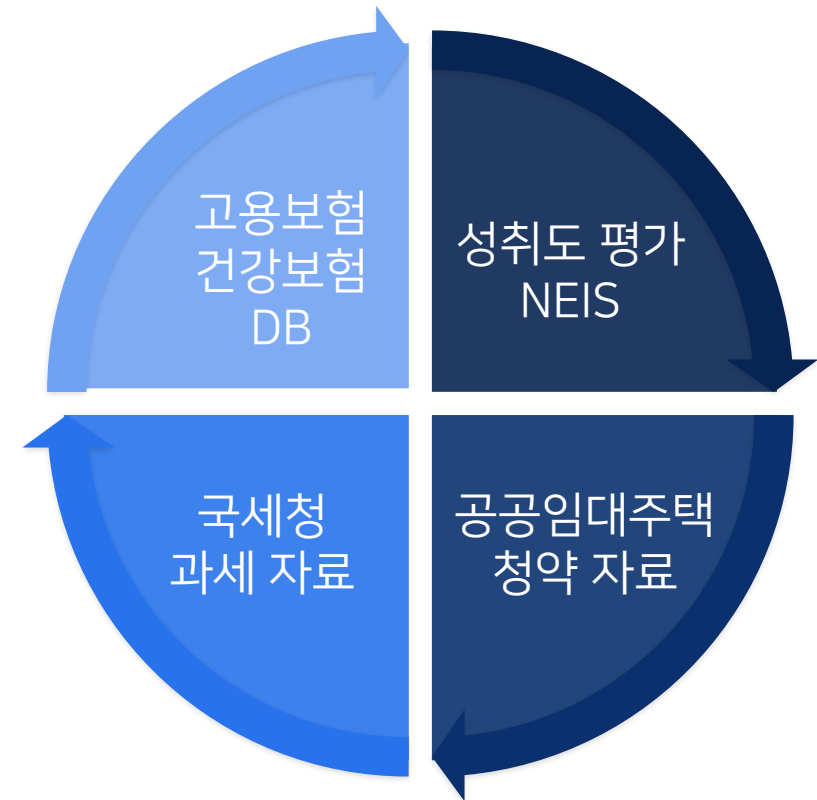 고용보험
건강보험
DB
성취도 평가
NEIS
국세청
과세 자료
공공임대주택
청약 자료